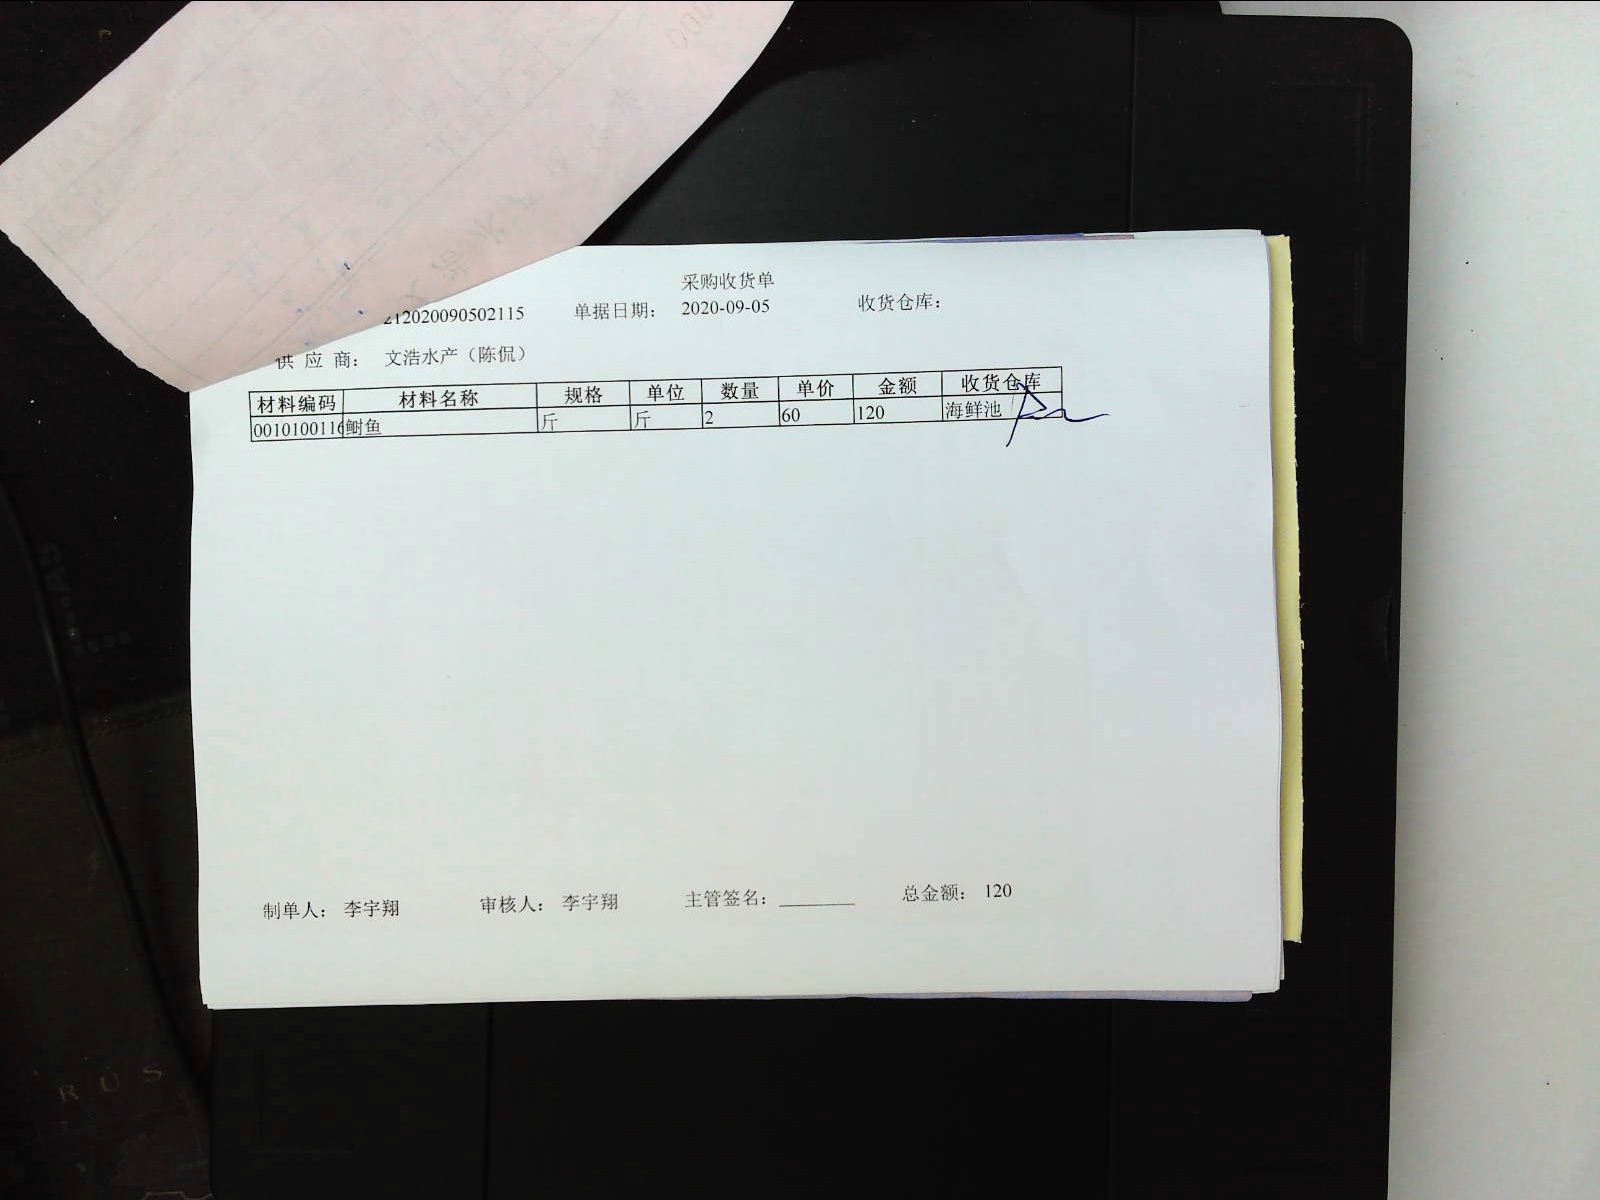 采购收货单
212020090502115 单据日期： 2020-09-05 收货仓库：
供 应 商： 文浩水产（陈侃）
材料编码 材料名称 规格 单位 数量 单价 金额 收货仓库
0010100116 鲥鱼 斤 斤 2 60 120 海鲜池
制单人： 李宇翔 审核人： 李宇翔 主管签名：________ 总金额： 120
RUS